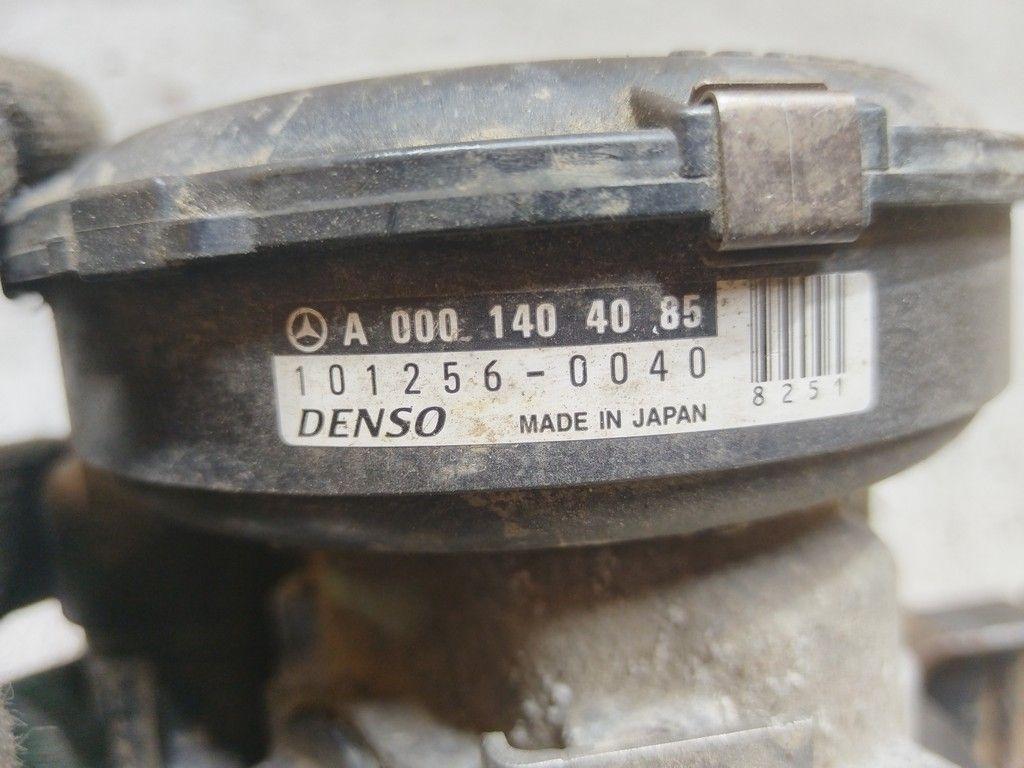 A 000 140 40 85
101256-0040
8251
DENSO MADE IN JAPAN